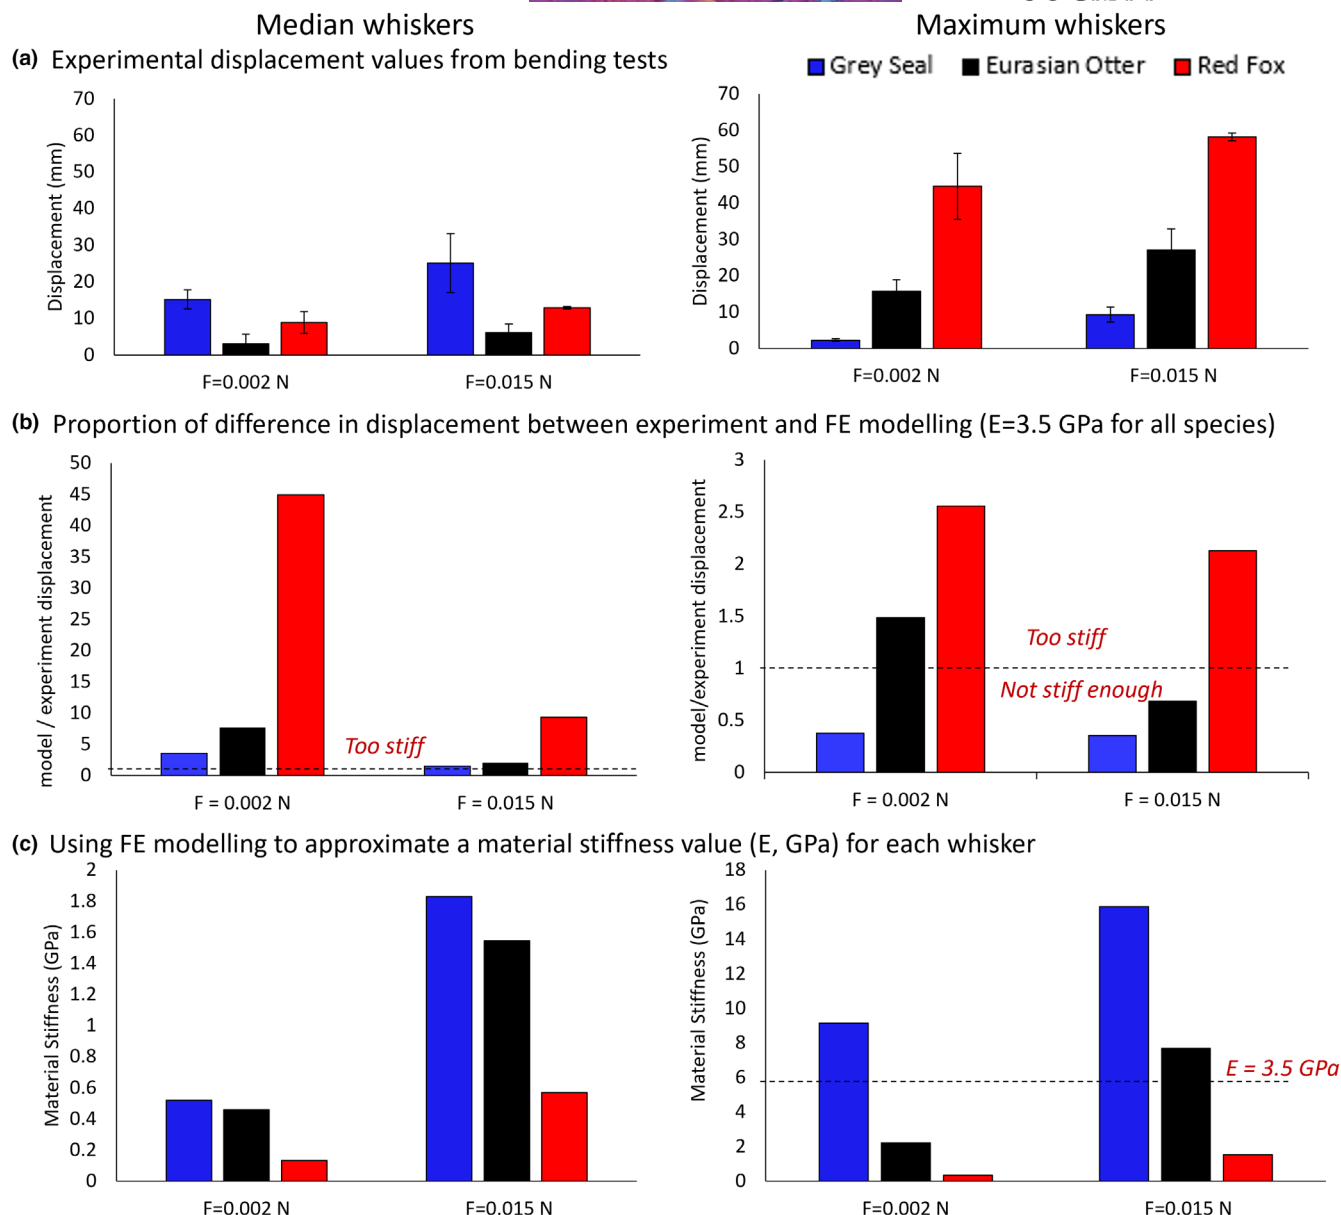 Median whiskers
Maximum whiskers
(a) Experimental displacement values from bending tests
Grey Seal Eurasian Otter Red Fox
Displacement (mm)
70
60
50
40
30
20
10
0
F=0.002 N F=0.015 N
Displacement (mm)
70
60
50
40
30
20
10
0
F=0.002 N F=0.015 N
(b) Proportion of difference in displacement between experiment and FE modelling (E=3.5 GPa for all species)
model / experiment displacement
50
45
40
35
30
25
20
15
10
5
0
Too stiff
F = 0.002 N F = 0.015 N
model/experiment displacement
3
2.5
2
1.5
1
0.5
0
Too stiff
Not stiff enough
F = 0.002 N F = 0.015 N
(c) Using FE modelling to approximate a material stiffness value (E, GPa) for each whisker
Material Stiffness (GPa)
2
1.8
1.6
1.4
1.2
1
0.8
0.6
0.4
0.2
0
F=0.002 N F=0.015 N
Material Stiffness (GPa)
18
16
14
12
10
8
6
4
2
0
E = 3.5 GPa
F=0.002 N F=0.015 N